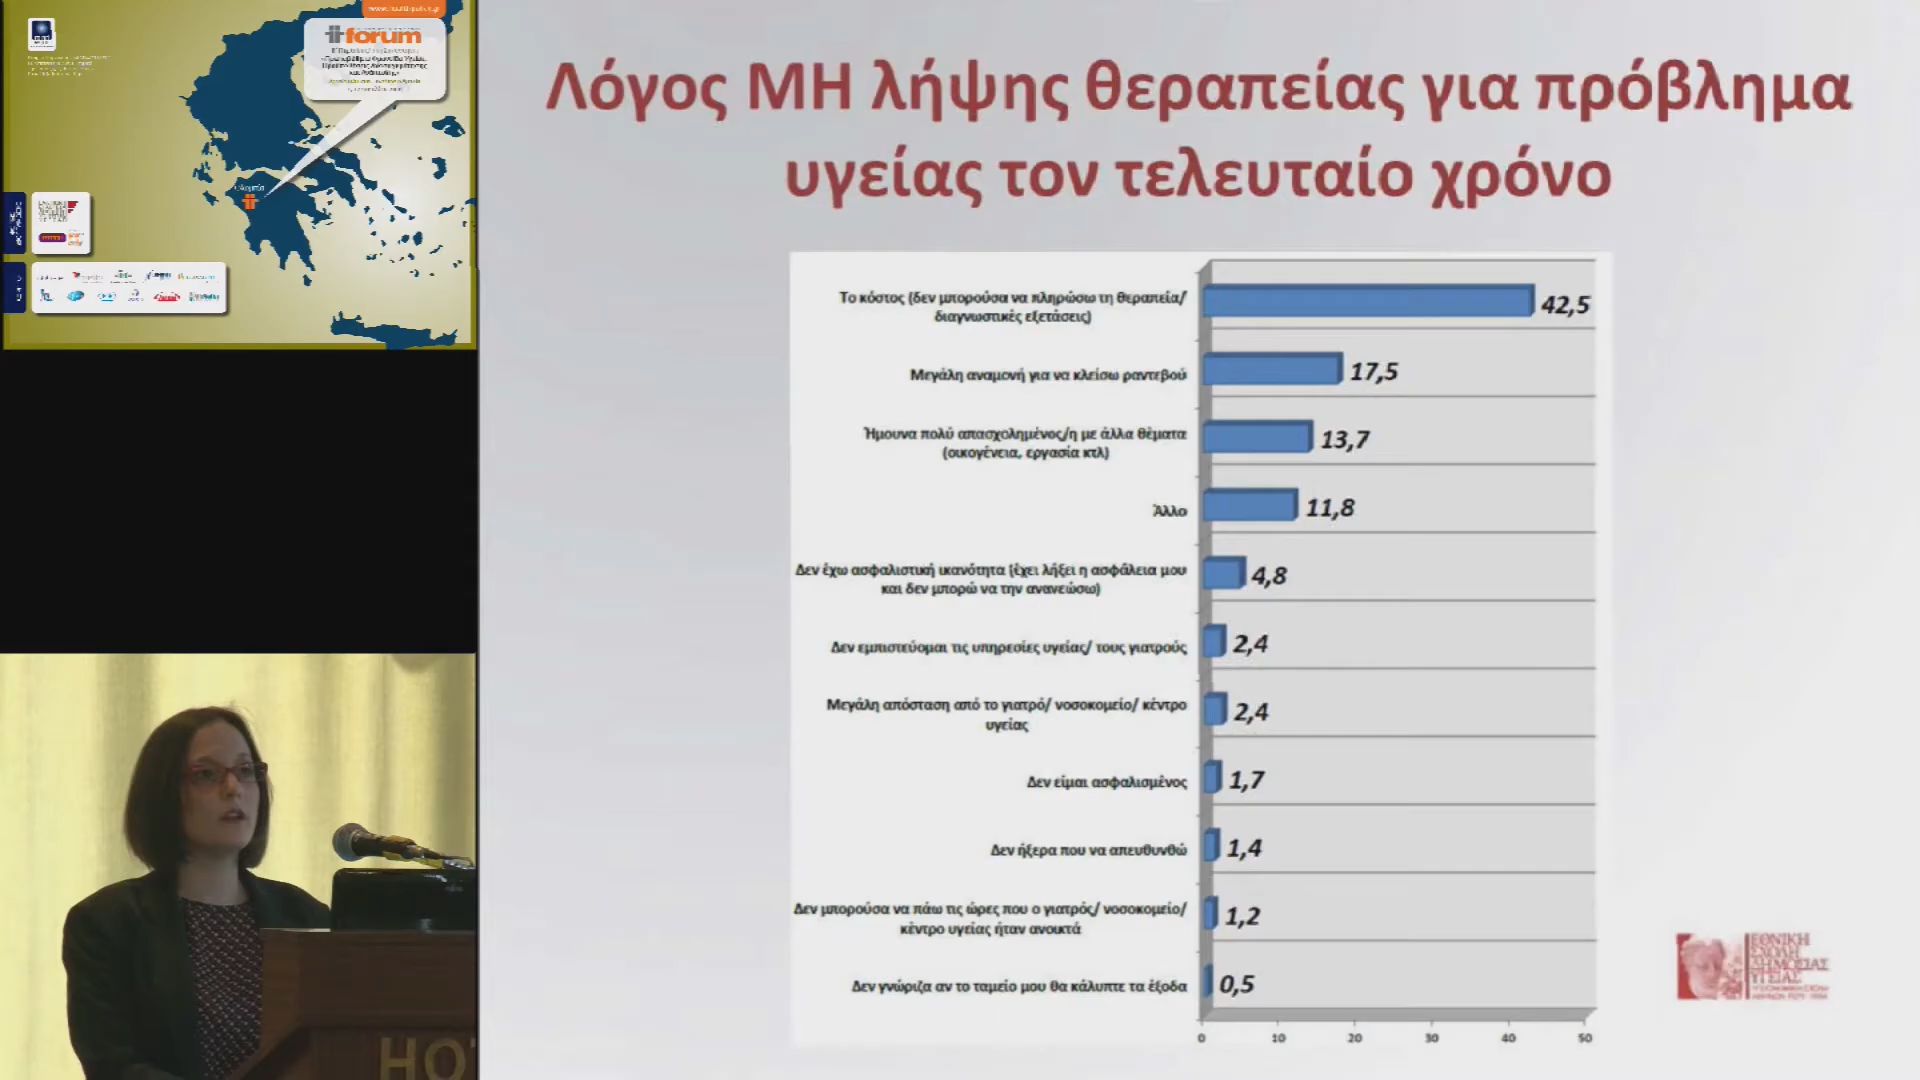 forum
Λόγος ΜΗ λήψης θεραπείας για πρόβλημα
υγείας τον τελευταίο χρόνο
Το κόστος (δεν μπορούσα να πληρώσω τη θεραπεία/
διαγνωστικές εξετάσεις)
42,5
Μεγάλη αναμονή για να κλείσω ραντεβού
17,5
Ήμουνα πολύ απασχολημένος/η με άλλα θέματα
(οικογένεια, εργασία κτλ)
13,7
Άλλο
11,8
Δεν έχω ασφαλιστική ικανότητα (έχει λήξει η ασφάλεια μου
και δεν μπορώ να την ανανεώσω)
4,8
Δεν εμπιστεύομαι τις υπηρεσίες υγείας/ τους γιατρούς
2,4
Μεγάλη απόσταση από το γιατρό/ νοσοκομείο/ κέντρο
υγείας
2,4
Δεν είμαι ασφαλισμένος
1,7
Δεν ήξερα που να απευθυνθώ
1,4
Δεν μπορούσα να πάω τις ώρες που ο γιατρός/ νοσοκομείο/
κέντρο υγείας ήταν ανοικτά
1,2
Δεν γνώριζα αν το ταμείο μου θα κάλυπτε τα έξοδα
0,5
0 10 20 30 40 50
ΕΘΝΙΚΗ
ΣΧΟΛΗ
ΔΗΜΟΣΙΑΣ
ΥΓΕΙΑΣ
HOT